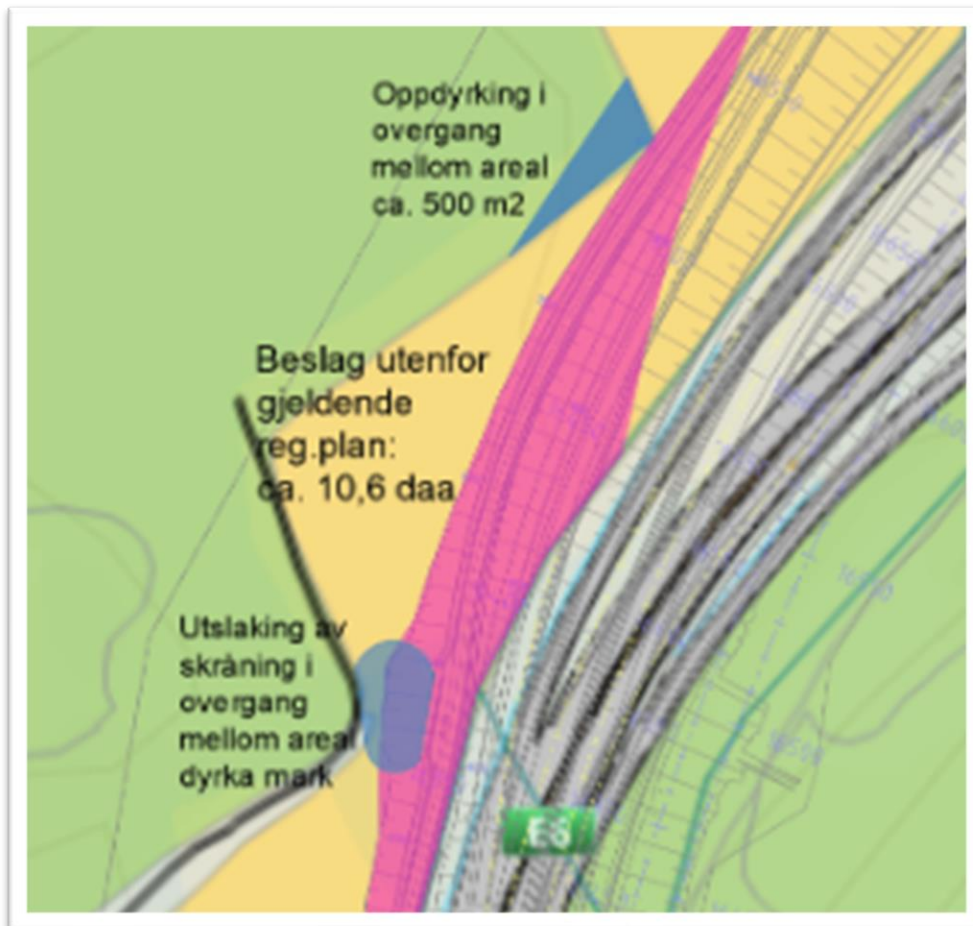 Oppdyrking i
overgang
mellom areal
ca. 500 m2
Beslag utenfor
gjeldende
reg.plan:
ca. 10,6 daa
Utslaking av
skråning i
overgang
mellom areal
dyrka mark
E6